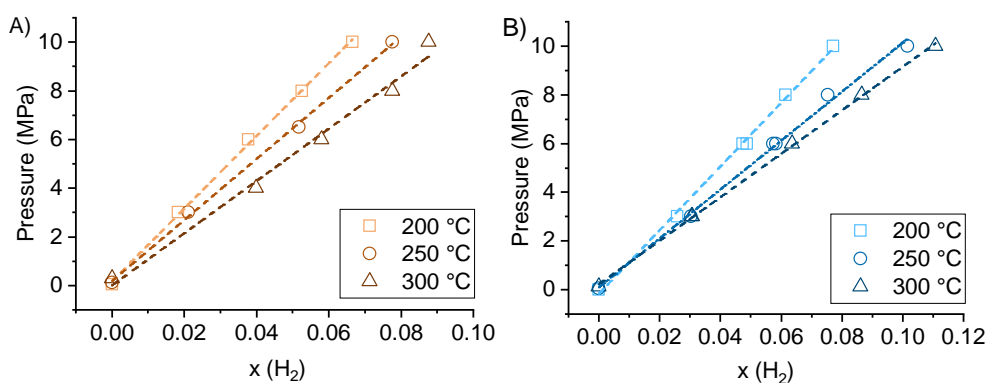 A)
Pressure (MPa)
10
8
6
4
2
0
0.00 0.02 0.04 0.06 0.08 0.10
x (H₂)
200 °C
250 °C
300 °C
B)
Pressure (MPa)
10
8
6
4
2
0
0.00 0.02 0.04 0.06 0.08 0.10 0.12
x (H₂)
200 °C
250 °C
300 °C